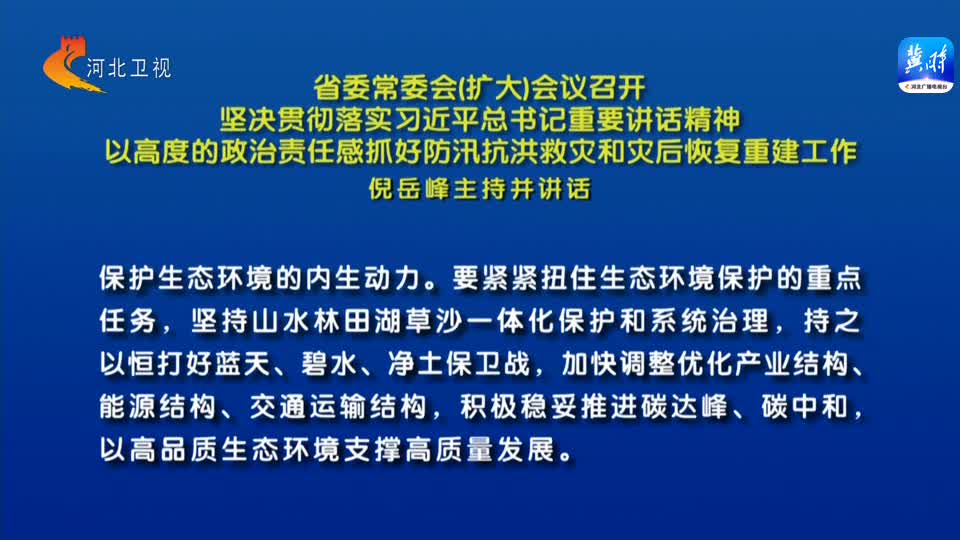 河北卫视
冀时
河北广播电视台
省委常委会(扩大)会议召开
坚决贯彻落实习近平总书记重要讲话精神
以高度的政治责任感抓好防汛抗洪救灾和灾后恢复重建工作
倪岳峰主持并讲话
保护生态环境的内生动力。要紧紧扭住生态环境保护的重点
任务，坚持山水林田湖草沙一体化保护和系统治理，持之
以恒打好蓝天、碧水、净土保卫战，加快调整优化产业结构、
能源结构、交通运输结构，积极稳妥推进碳达峰、碳中和，
以高品质生态环境支撑高质量发展。